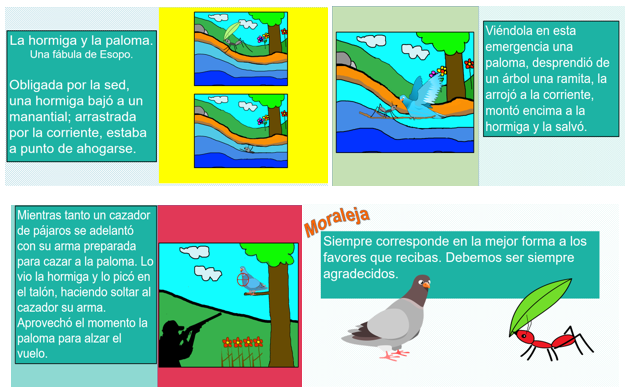 La hormiga y la paloma.
Una fábula de Esopo.
Obligada por la sed,
una hormiga bajó a un
manantial; arrastrada
por la corriente, estaba
a punto de ahogarse.
Viéndola en esta
emergencia una
paloma, desprendió de
un árbol una ramita, la
arrojó a la corriente,
montó encima a la
hormiga y la salvó.
Mientras tanto un cazador
de pájaros se adelantó
con su arma preparada
para cazar a la paloma. Lo
vio la hormiga y lo picó en
el talón, haciendo soltar al
cazador su arma.
Aprovechó el momento la
paloma para alzar el
vuelo.
Moraleja
Siempre corresponde en la mejor forma a los
favores que recibas. Debemos ser siempre
agradecidos.